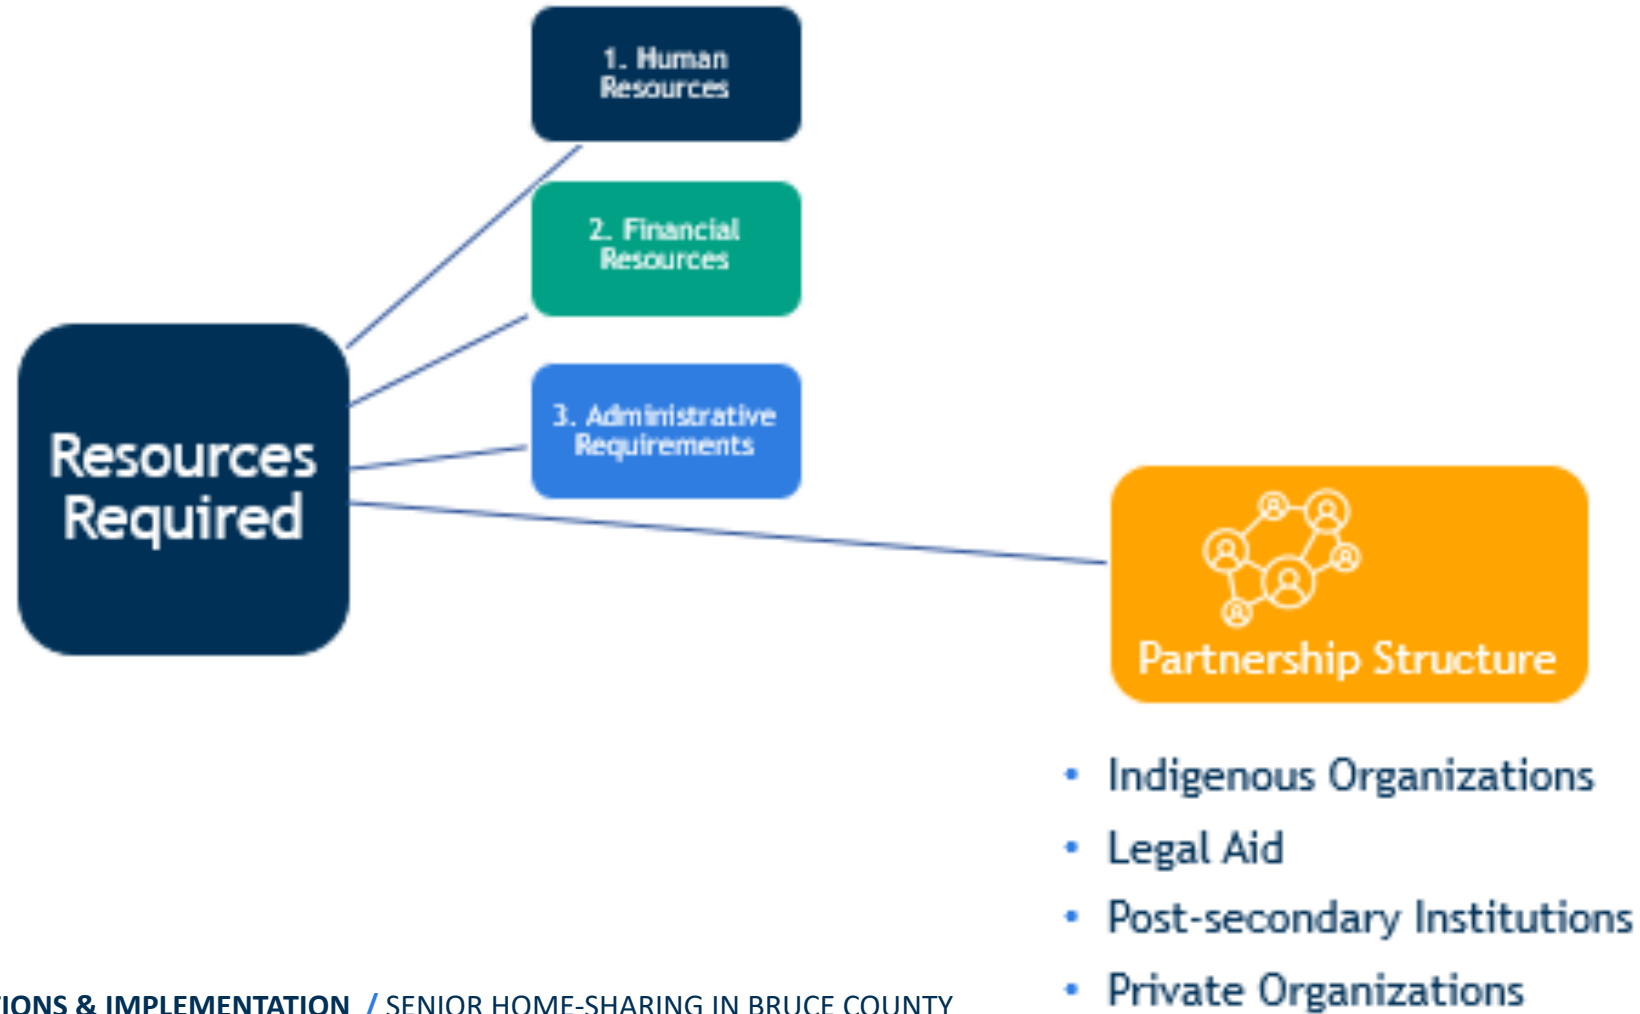 1. Human
Resources
2. Financial
Resources
3. Administrative
Requirements
Resources
Required
Partnership Structure
• Indigenous Organizations
• Legal Aid
• Post-secondary Institutions
• Private Organizations
TIONS & IMPLEMENTATION / SENIOR HOME-SHARING IN BRUCE COUNTY